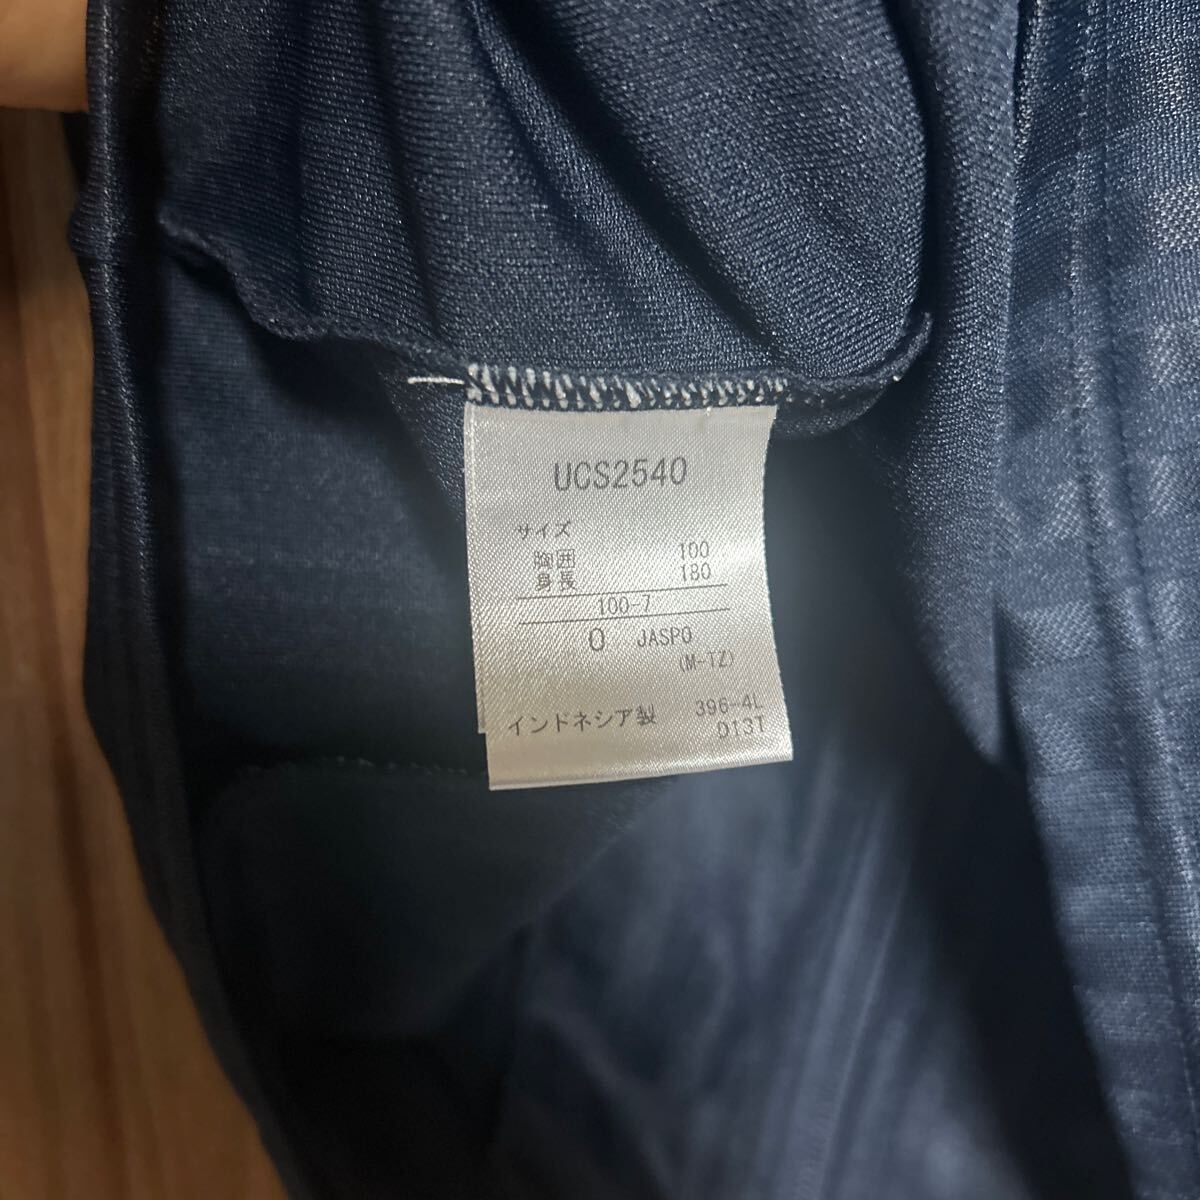 UCS2540
サイズ
胸囲 100
身長 180
100-7
O JASPO
(M-TZ)
インドネシア製 396-4L
D13T